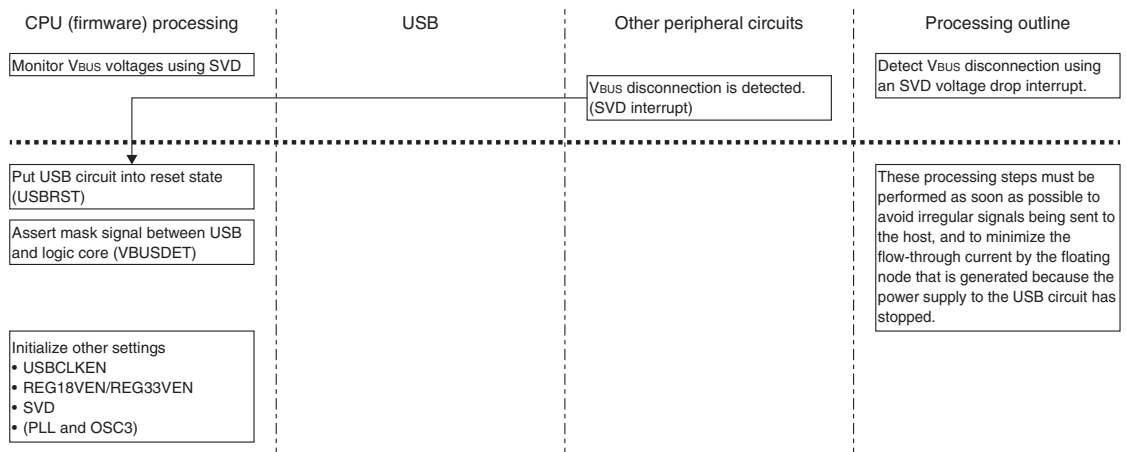 CPU (firmware) processing
USB
Other peripheral circuits
Processing outline
Monitor VBUS voltages using SVD
VBUS disconnection is detected.
(SVD interrupt)
Detect VBUS disconnection using
an SVD voltage drop interrupt.
Put USB circuit into reset state
(USBRST)
Assert mask signal between USB
and logic core (VBUSDET)
These processing steps must be
performed as soon as possible to
avoid irregular signals being sent to
the host, and to minimize the
flow-through current by the floating
node that is generated because the
power supply to the USB circuit has
stopped.
Initialize other settings
• USBCLKEN
• REG18VEN/REG33VEN
• SVD
• (PLL and OSC3)